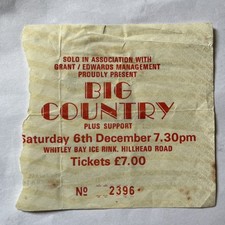 SOLO IN ASSOCIATION WITH
GRANT / EDWARDS MANAGEMENT
PROUDLY PRESENT
BIG
COUNTRY
PLUS SUPPORT
Saturday 6th December 7.30pm
WHITLEY BAY ICE RINK, HILLHEAD ROAD
Tickets £7.00
No 2396